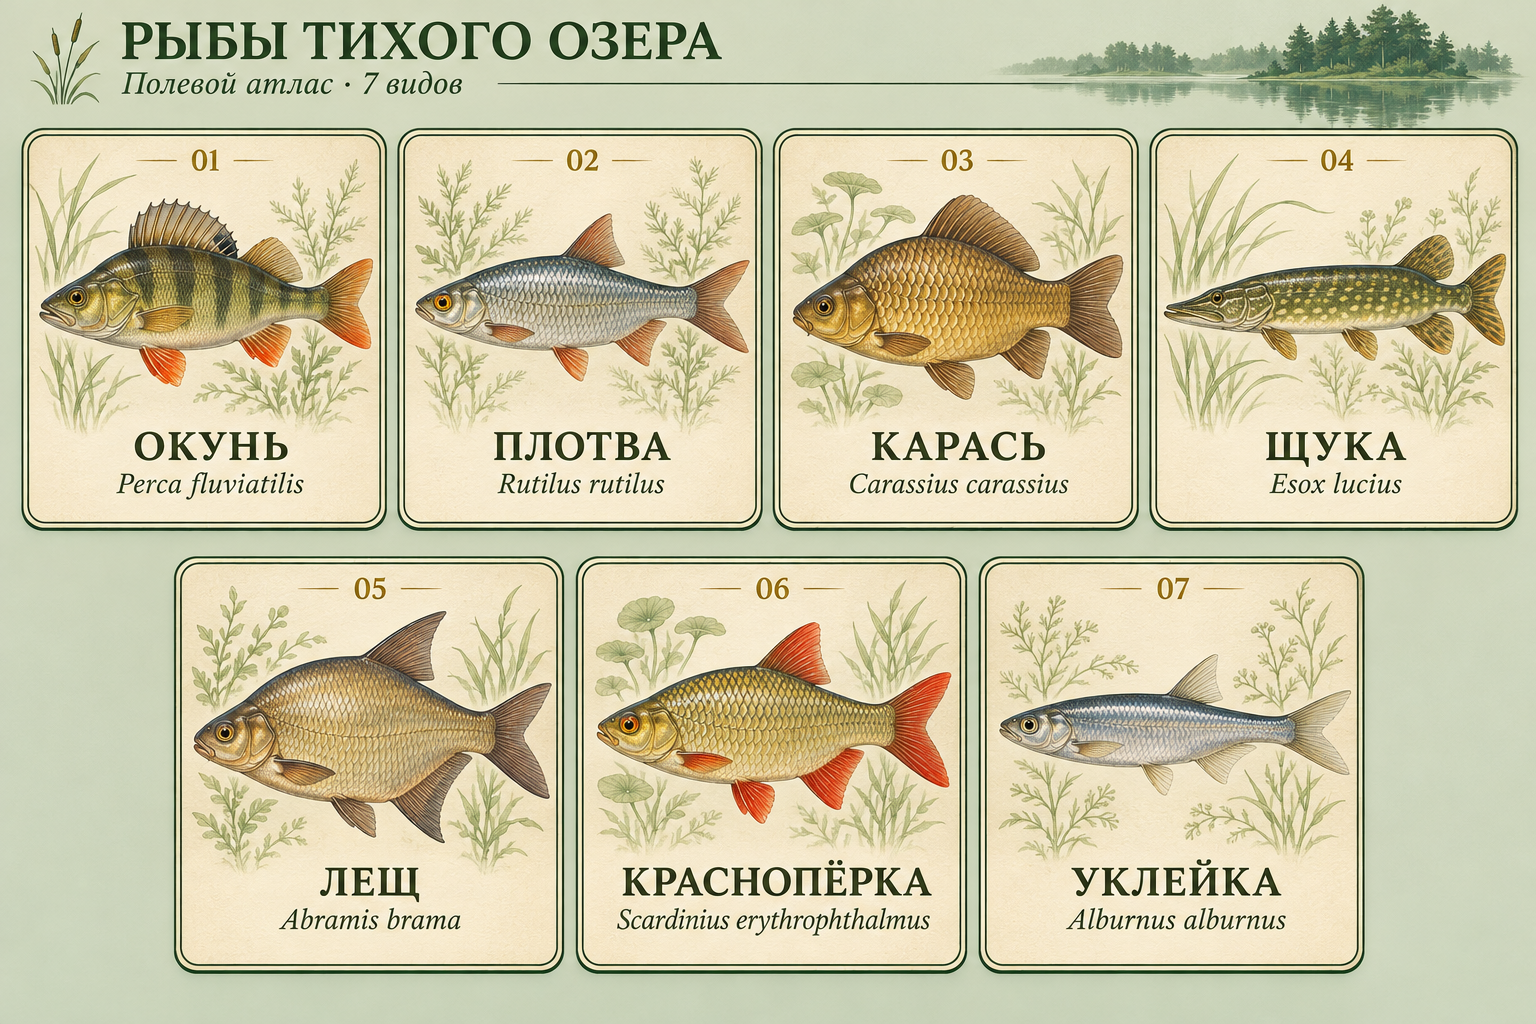 РЫБЫ ТИХОГО ОЗЕРА
Полевой атлас · 7 видов
01
ОКУНЬ
Perca fluviatilis
02
ПЛОТВА
Rutilus rutilus
03
КАРАСЬ
Carassius carassius
04
ЩУКА
Esox lucius
05
ЛЕЩ
Abramis brama
06
КРАСНОПЁРКА
Scardinius erythrophthalmus
07
УКЛЕЙКА
Alburnus alburnus